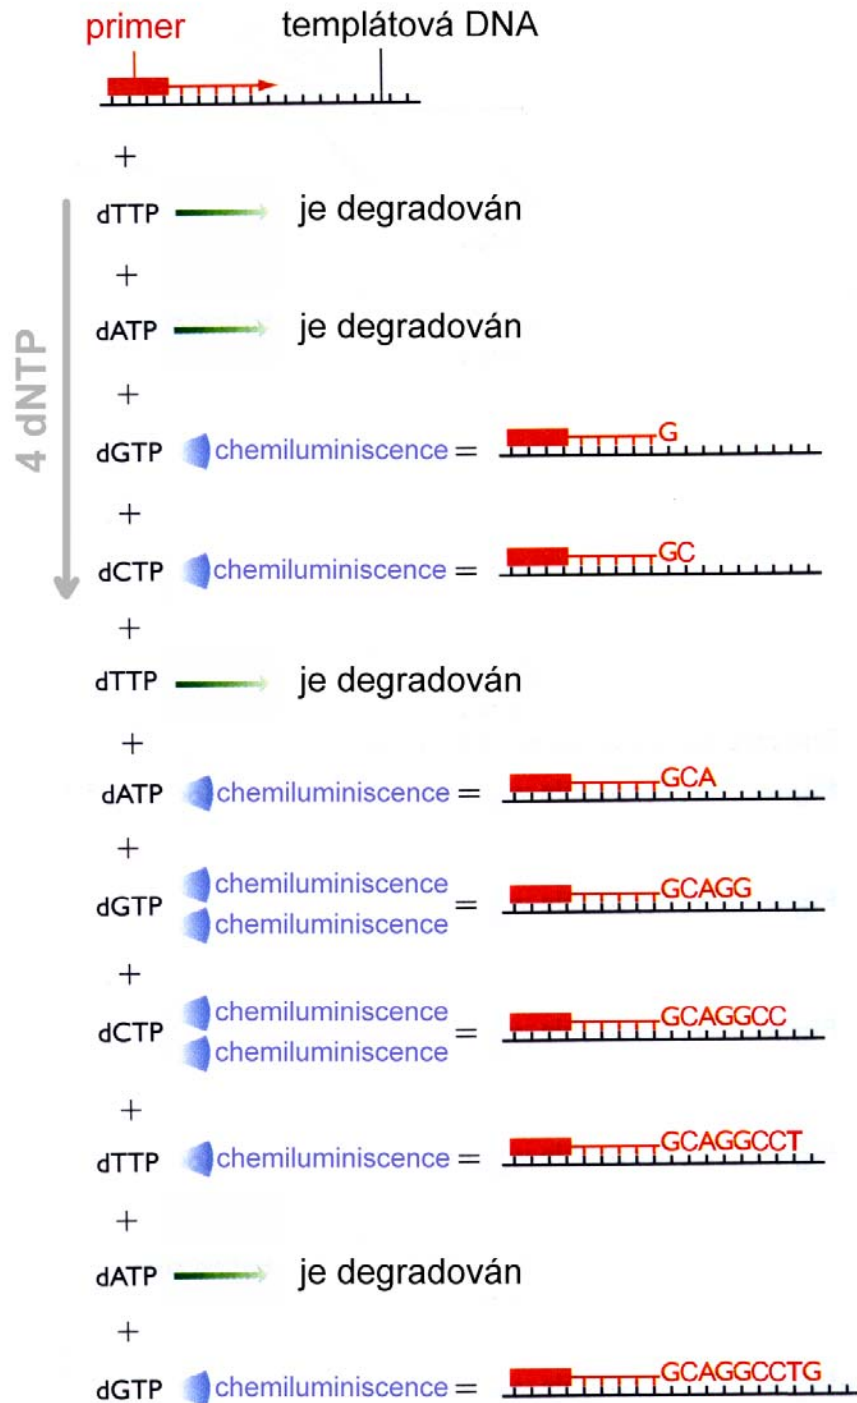 primer templátová DNA
+
dTTP je degradován
+
dATP je degradován
4 dNTP
+
dGTP chemiluminiscence = G
+
dCTP chemiluminiscence = GC
+
dTTP je degradován
+
dATP chemiluminiscence = GCA
+
chemiluminiscence
dGTP = GCAGG
chemiluminiscence
+
chemiluminiscence
dCTP = GCAGGCC
chemiluminiscence
+
dTTP chemiluminiscence = GCAGGCCT
+
dATP je degradován
+
dGTP chemiluminiscence = GCAGGCCTG